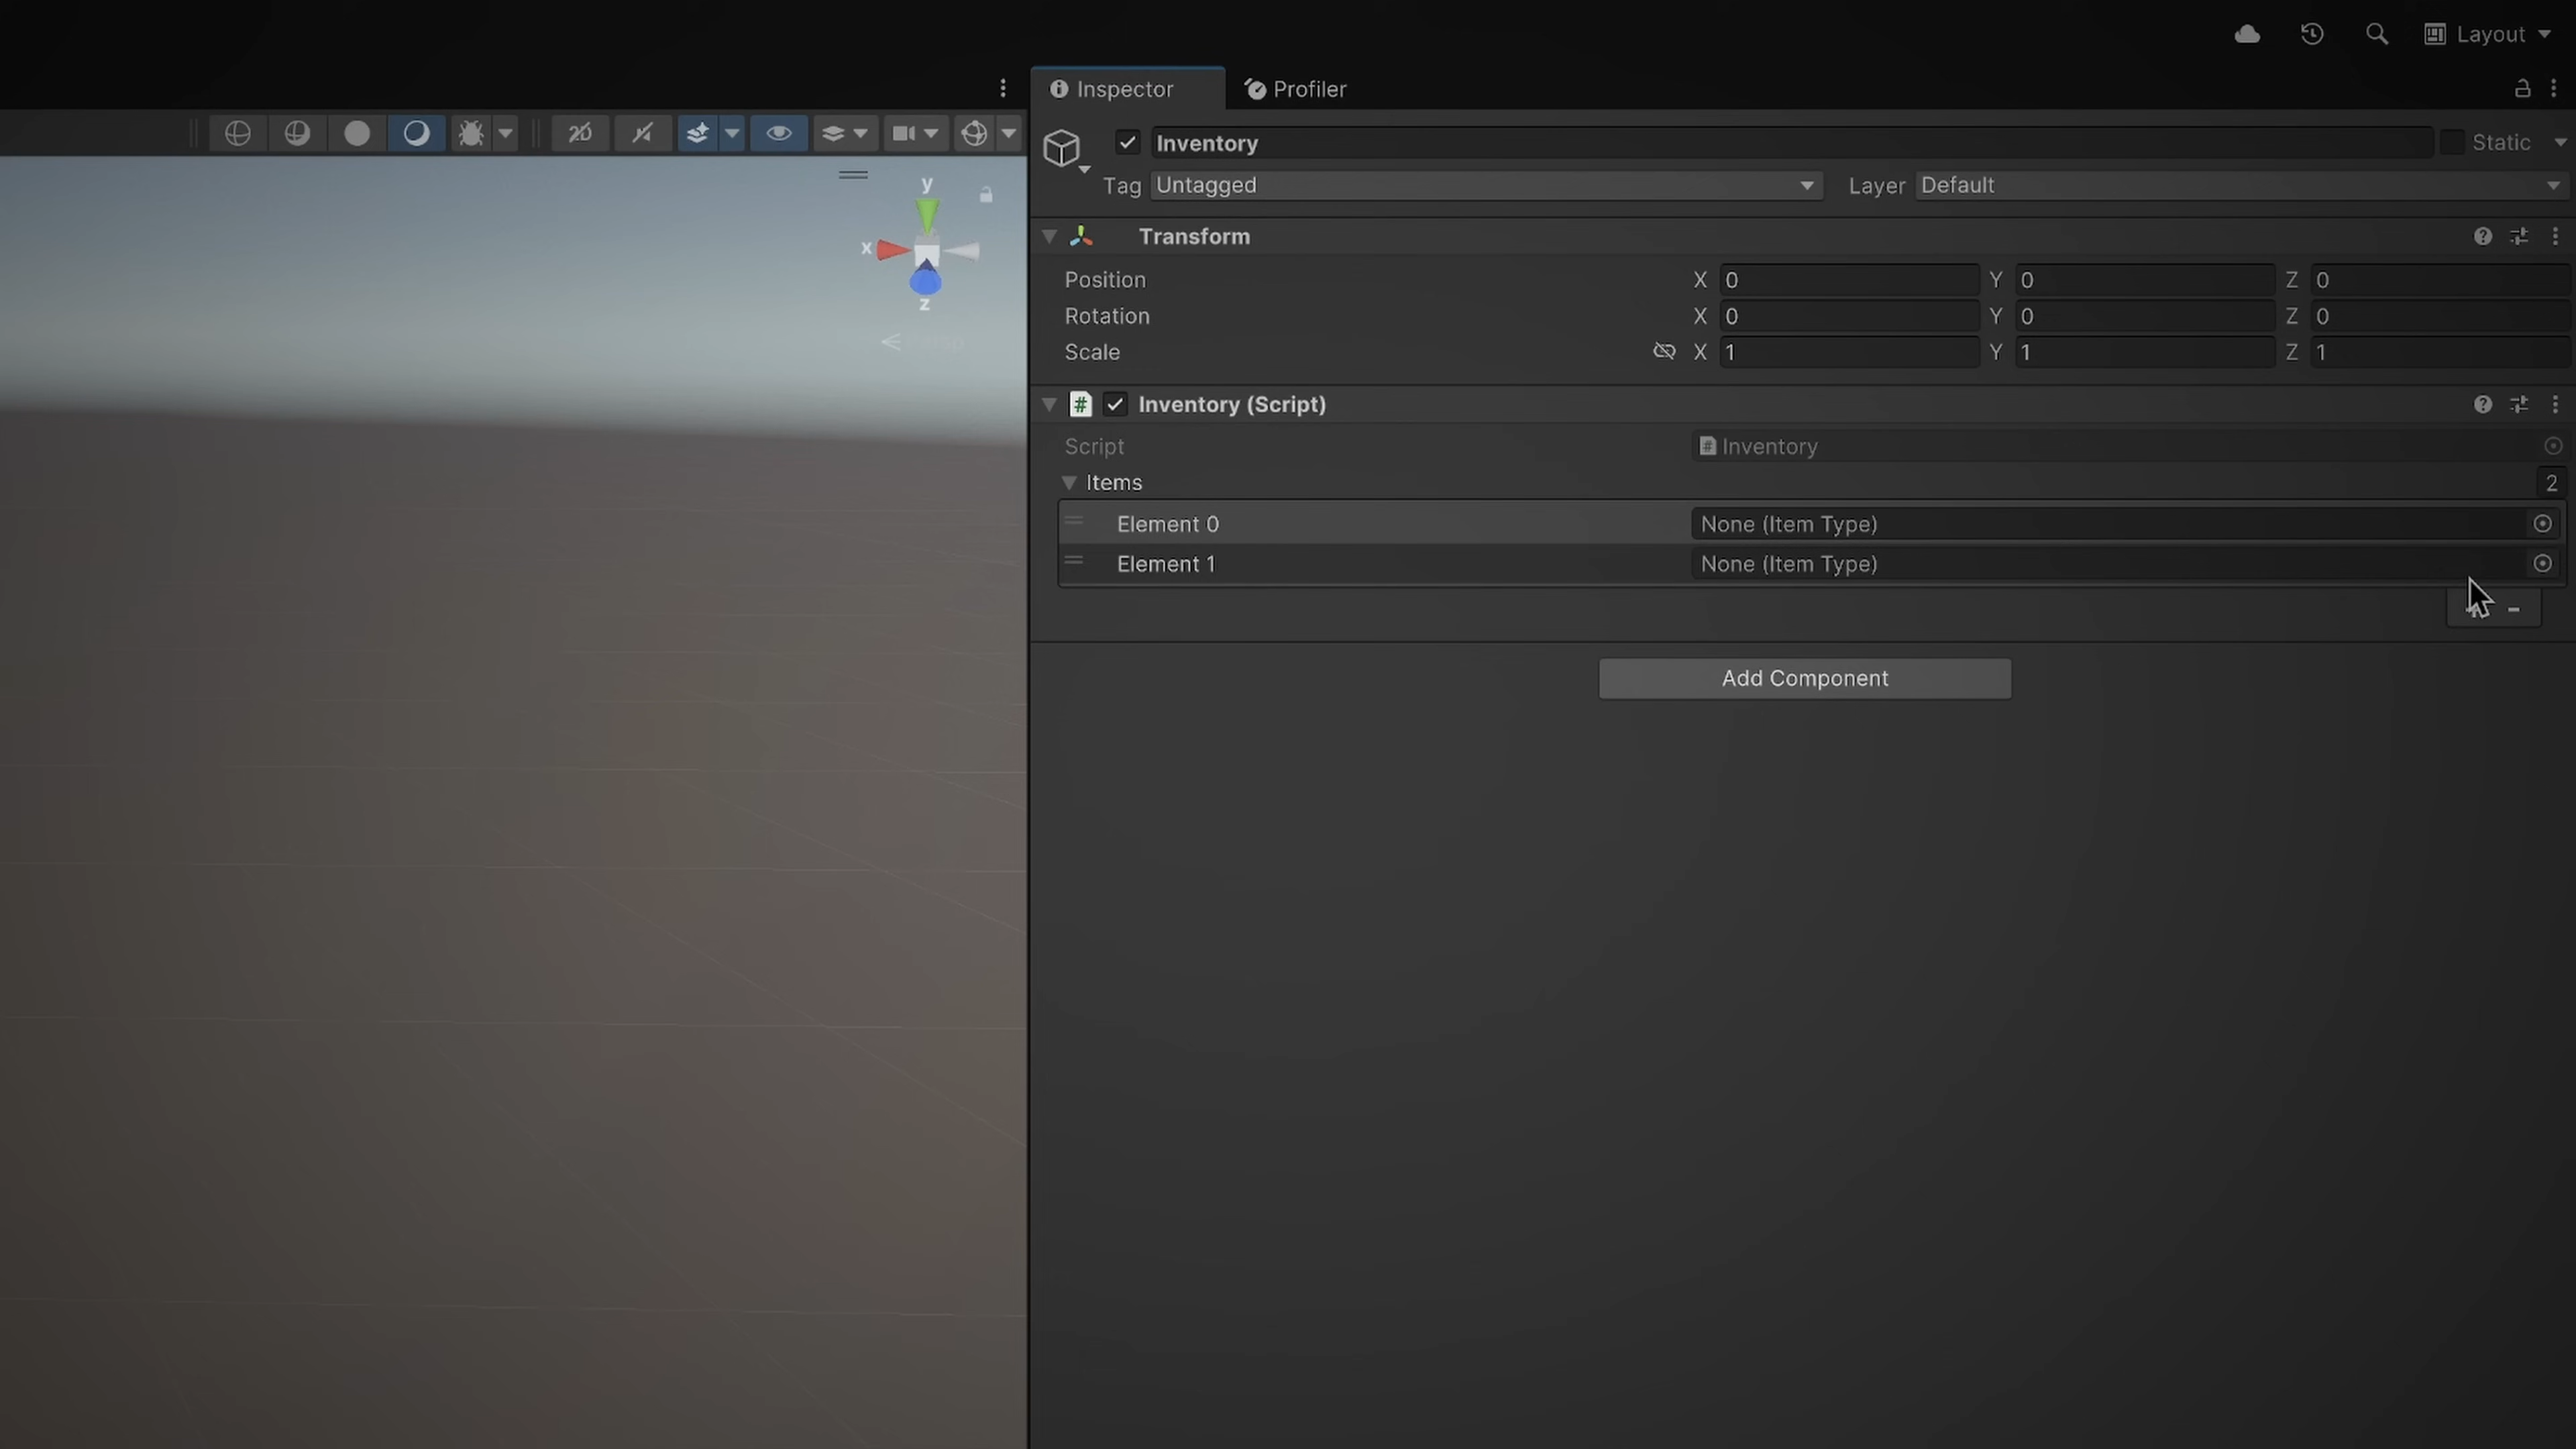 Layout
Inspector
Profiler
2D
Inventory
Static
Tag
Untagged
Layer
Default
y
x
z
Transform
Position
X 0
Y 0
Z 0
Rotation
X 0
Y 0
Z 0
Scale
X 1
Y 1
Z 1
# Inventory (Script)
Script
# Inventory
Items
2
Element 0
None (Item Type)
Element 1
None (Item Type)
Add Component